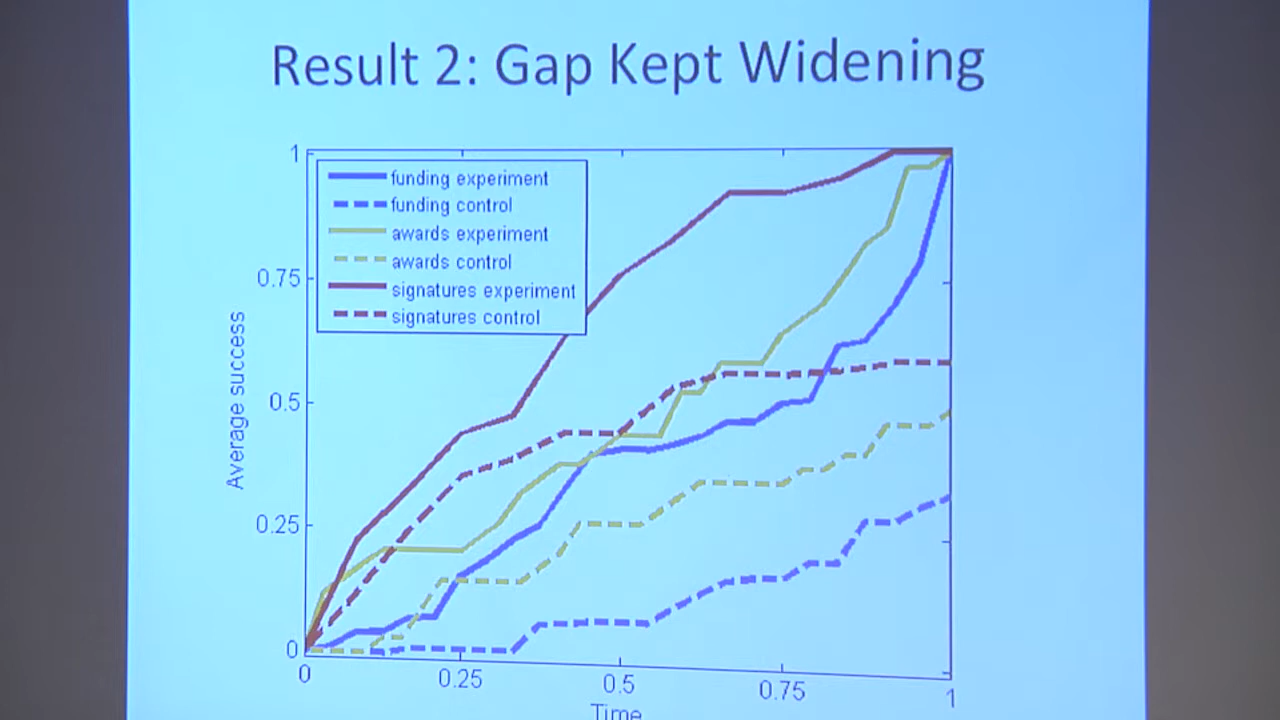 Result 2: Gap Kept Widening
1
funding experiment
funding control
awards experiment
awards control
signatures experiment
signatures control
0.75
0.5
0.25
0
Average success
0
0.25
0.5
0.75
1
Time